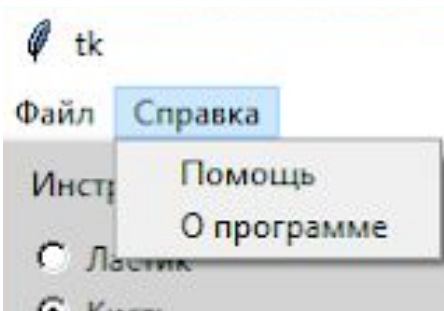 tk
Файл Справка
Помощь
О программе
Ластик